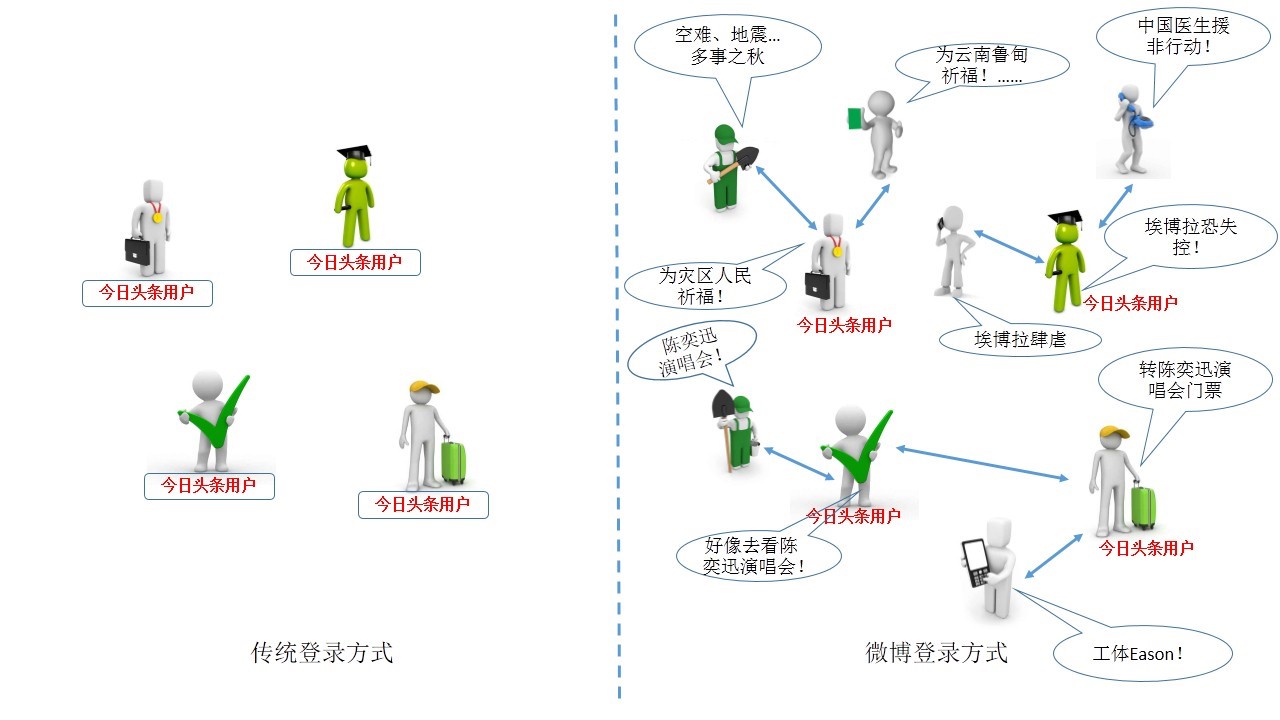 今日头条用户
今日头条用户
今日头条用户
今日头条用户
传统登录方式
空难、地震...
多事之秋
为云南鲁甸
祈福！......
中国医生援
非行动！
为灾区人民
祈福！
今日头条用户
埃博拉恐失
控！
今日头条用户
埃博拉肆虐
陈奕迅
演唱会！
转陈奕迅演
唱会门票
今日头条用户
好像去看陈
奕迅演唱会！
今日头条用户
工体Eason！
微博登录方式